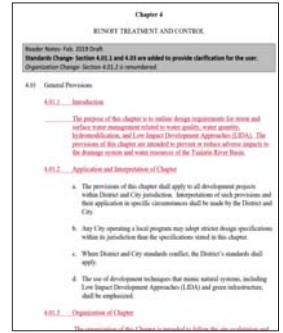 Chapter 4
RUNOFF TREATMENT AND CONTROL
Reader Notes- Feb. 2019 Draft
Standards Change- Section 4.01.1 and 4.03 are added to provide clarification for the user.
Organization Change- Section 4.01.2 is renumbered.
4.01 General Provisions
4.01.1 Introduction
The purpose of this chapter is to outline design requirements for storm and
surface water management related to water quality, water quantity,
hydromodification, and Low Impact Development Approaches (LIDA). The
provisions of this chapter are intended to prevent or reduce adverse impacts to
the drainage system and water resources of the Tualatin River Basin.
4.01.2 Application and Interpretation of Chapter
a. The provisions of this chapter shall apply to all development projects
within District and City jurisdiction. Interpretations of such provisions and
their application in specific circumstances shall be made by the District and
City.
b. Any City operating a local program may adopt stricter design specifications
within its jurisdiction than the specifications stated in this chapter.
c. Where District and City standards conflict, the District's standards shall
apply.
d. The use of development techniques that mimic natural systems, including
Low Impact Development Approaches (LIDA) and green infrastructure,
shall be emphasized.
4.01.3 Organization of Chapter